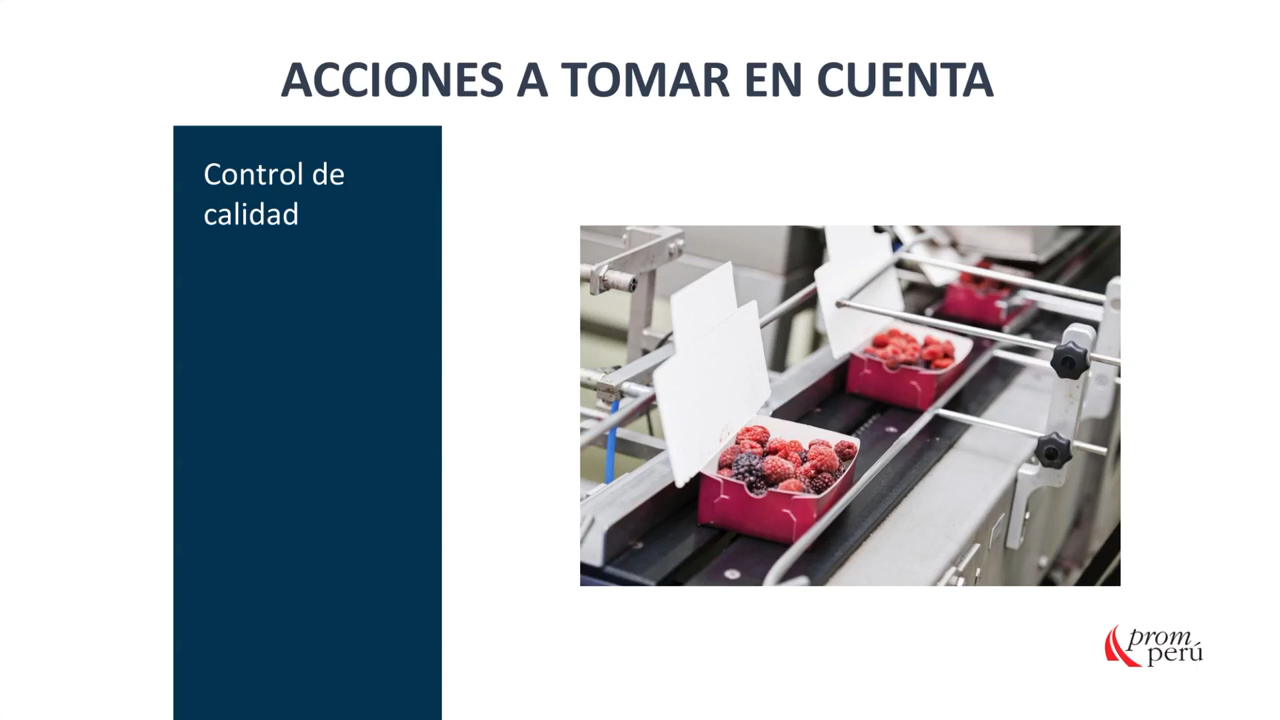 ACCIONES A TOMAR EN CUENTA
Control de
calidad
prom
perú